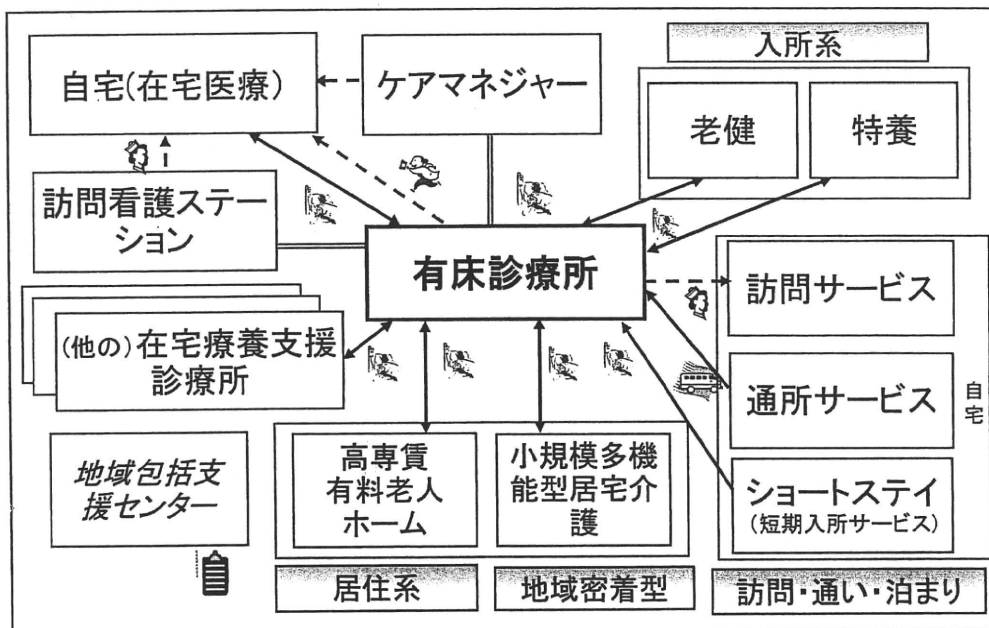 入所系
自宅(在宅医療)
ケアマネジャー
老健
特養
訪問看護ステー
ション
有床診療所
訪問サービス
(他の)在宅療養支援
診療所
通所サービス
自宅
高専賃
有料老人
ホーム
小規模多機
能型居宅介
護
地域包括支
援センター
ショートステイ
(短期入所サービス)
居住系
地域密着型
訪問・通い・泊まり